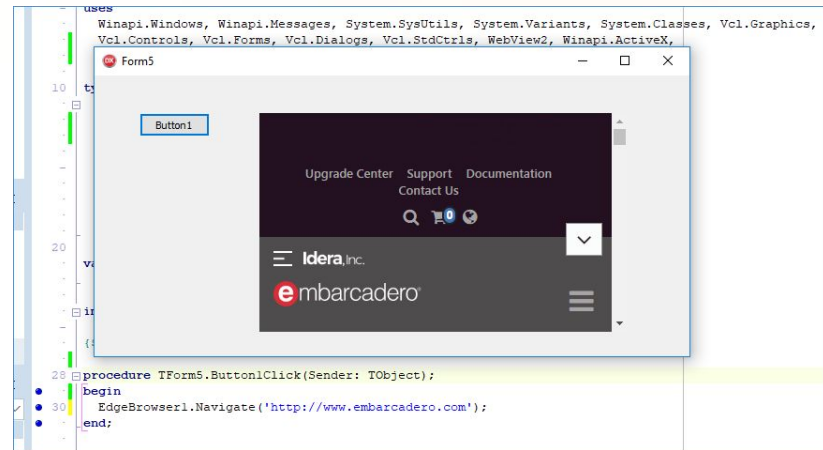 uses
Winapi.Windows, Winapi.Messages, System.SysUtils, System.Variants, System.Classes, Vcl.Graphics,
Vcl.Controls, Vcl.Forms, Vcl.Dialogs, Vcl.StdCtrls, WebView2, Winapi.ActiveX,
Form5
10
Button1
Upgrade Center Support Documentation
Contact Us
0
20
Idera, Inc.
embarcadero
28 procedure TForm5.Button1Click(Sender: TObject);
begin
30 EdgeBrowser1.Navigate('http://www.embarcadero.com');
end;